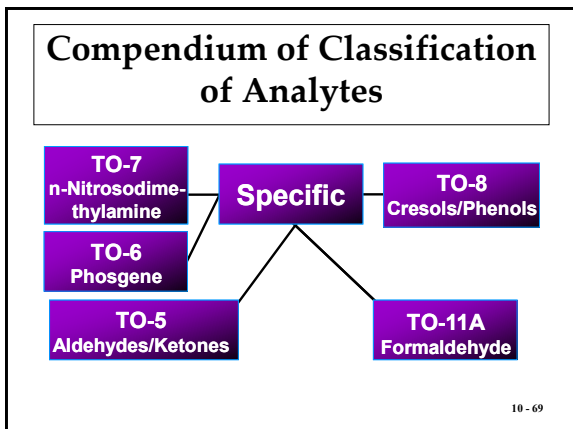 Compendium of Classification
of Analytes
TO-7
n-Nitrosodime-
thylamine
Specific
TO-8
Cresols/Phenols
TO-6
Phosgene
TO-5
Aldehydes/Ketones
TO-11A
Formaldehyde
10 - 69